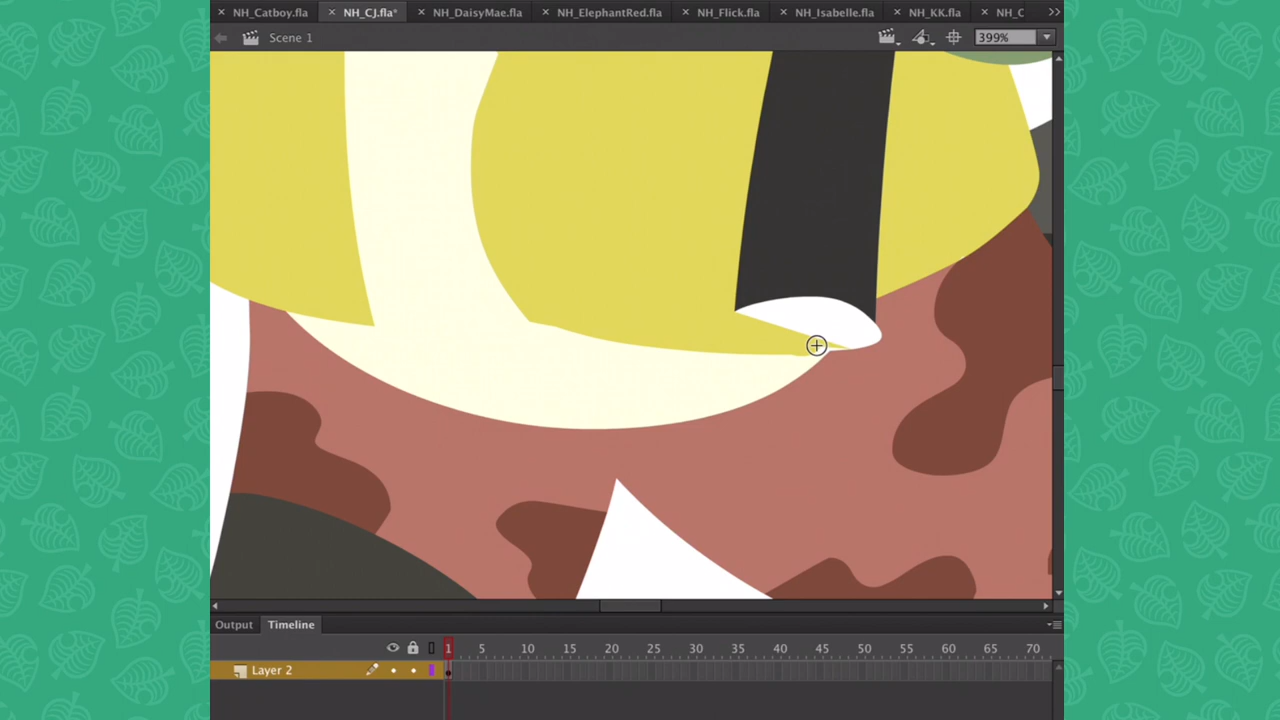 NH_Catboy.fla
NH_CJ.fla*
NH_DaisyMae.fla
NH_ElephantRed.fla
NH_Flick.fla
NH_Isabelle.fla
NH_KK.fla
NH_C
Scene 1
399%
Output
Timeline
1 5 10 15 20 25 30 35 40 45 50 55 60 65 70
Layer 2